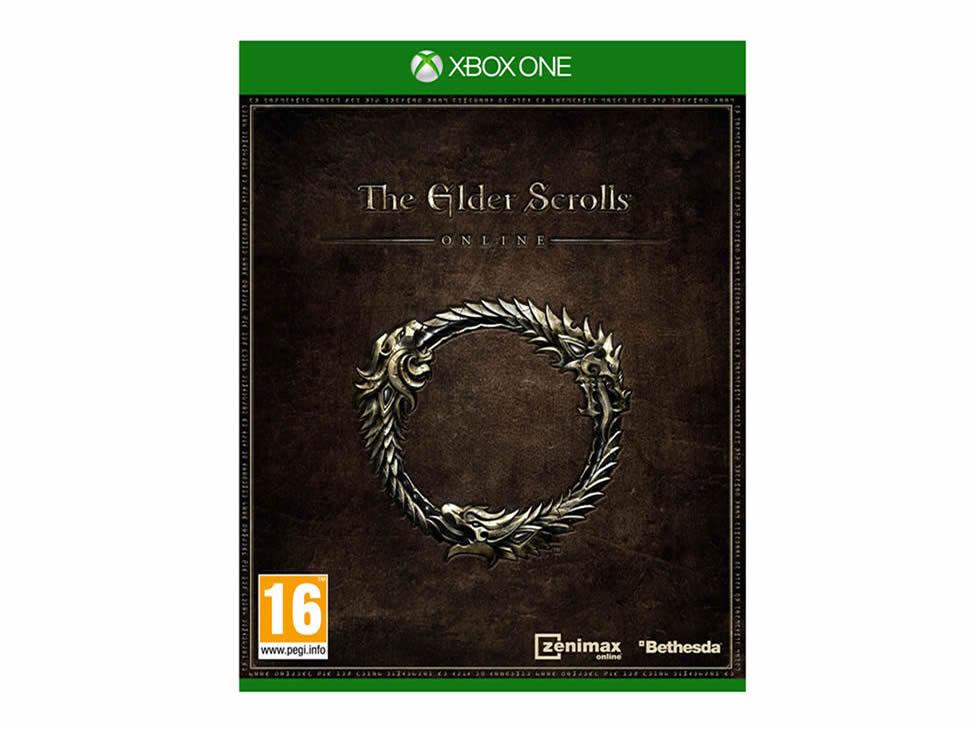 XBOX ONE
The Elder Scrolls
ONLINE
16
www.pegi.info
zenimax
online
Bethesda